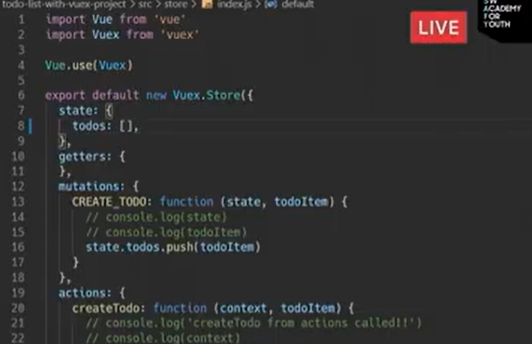 todo-list-with-vuex-project > src > store > index.js > default
LIVE
SW
ACADEMY
FOR
YOUTH
1 import Vue from 'vue'
2 import Vuex from 'vuex'
3
4 Vue.use(Vuex)
5
6 export default new Vuex.Store({
7 state: {
8 todos: [],
9 },
10 getters: {
11 },
12 mutations: {
13 CREATE_TODO: function (state, todoItem) {
14 // console.log(state)
15 // console.log(todoItem)
16 state.todos.push(todoItem)
17 }
18 },
19 actions: {
20 createTodo: function (context, todoItem) {
21 // console.log('createTodo from actions called!!')
22 // console.log(context)